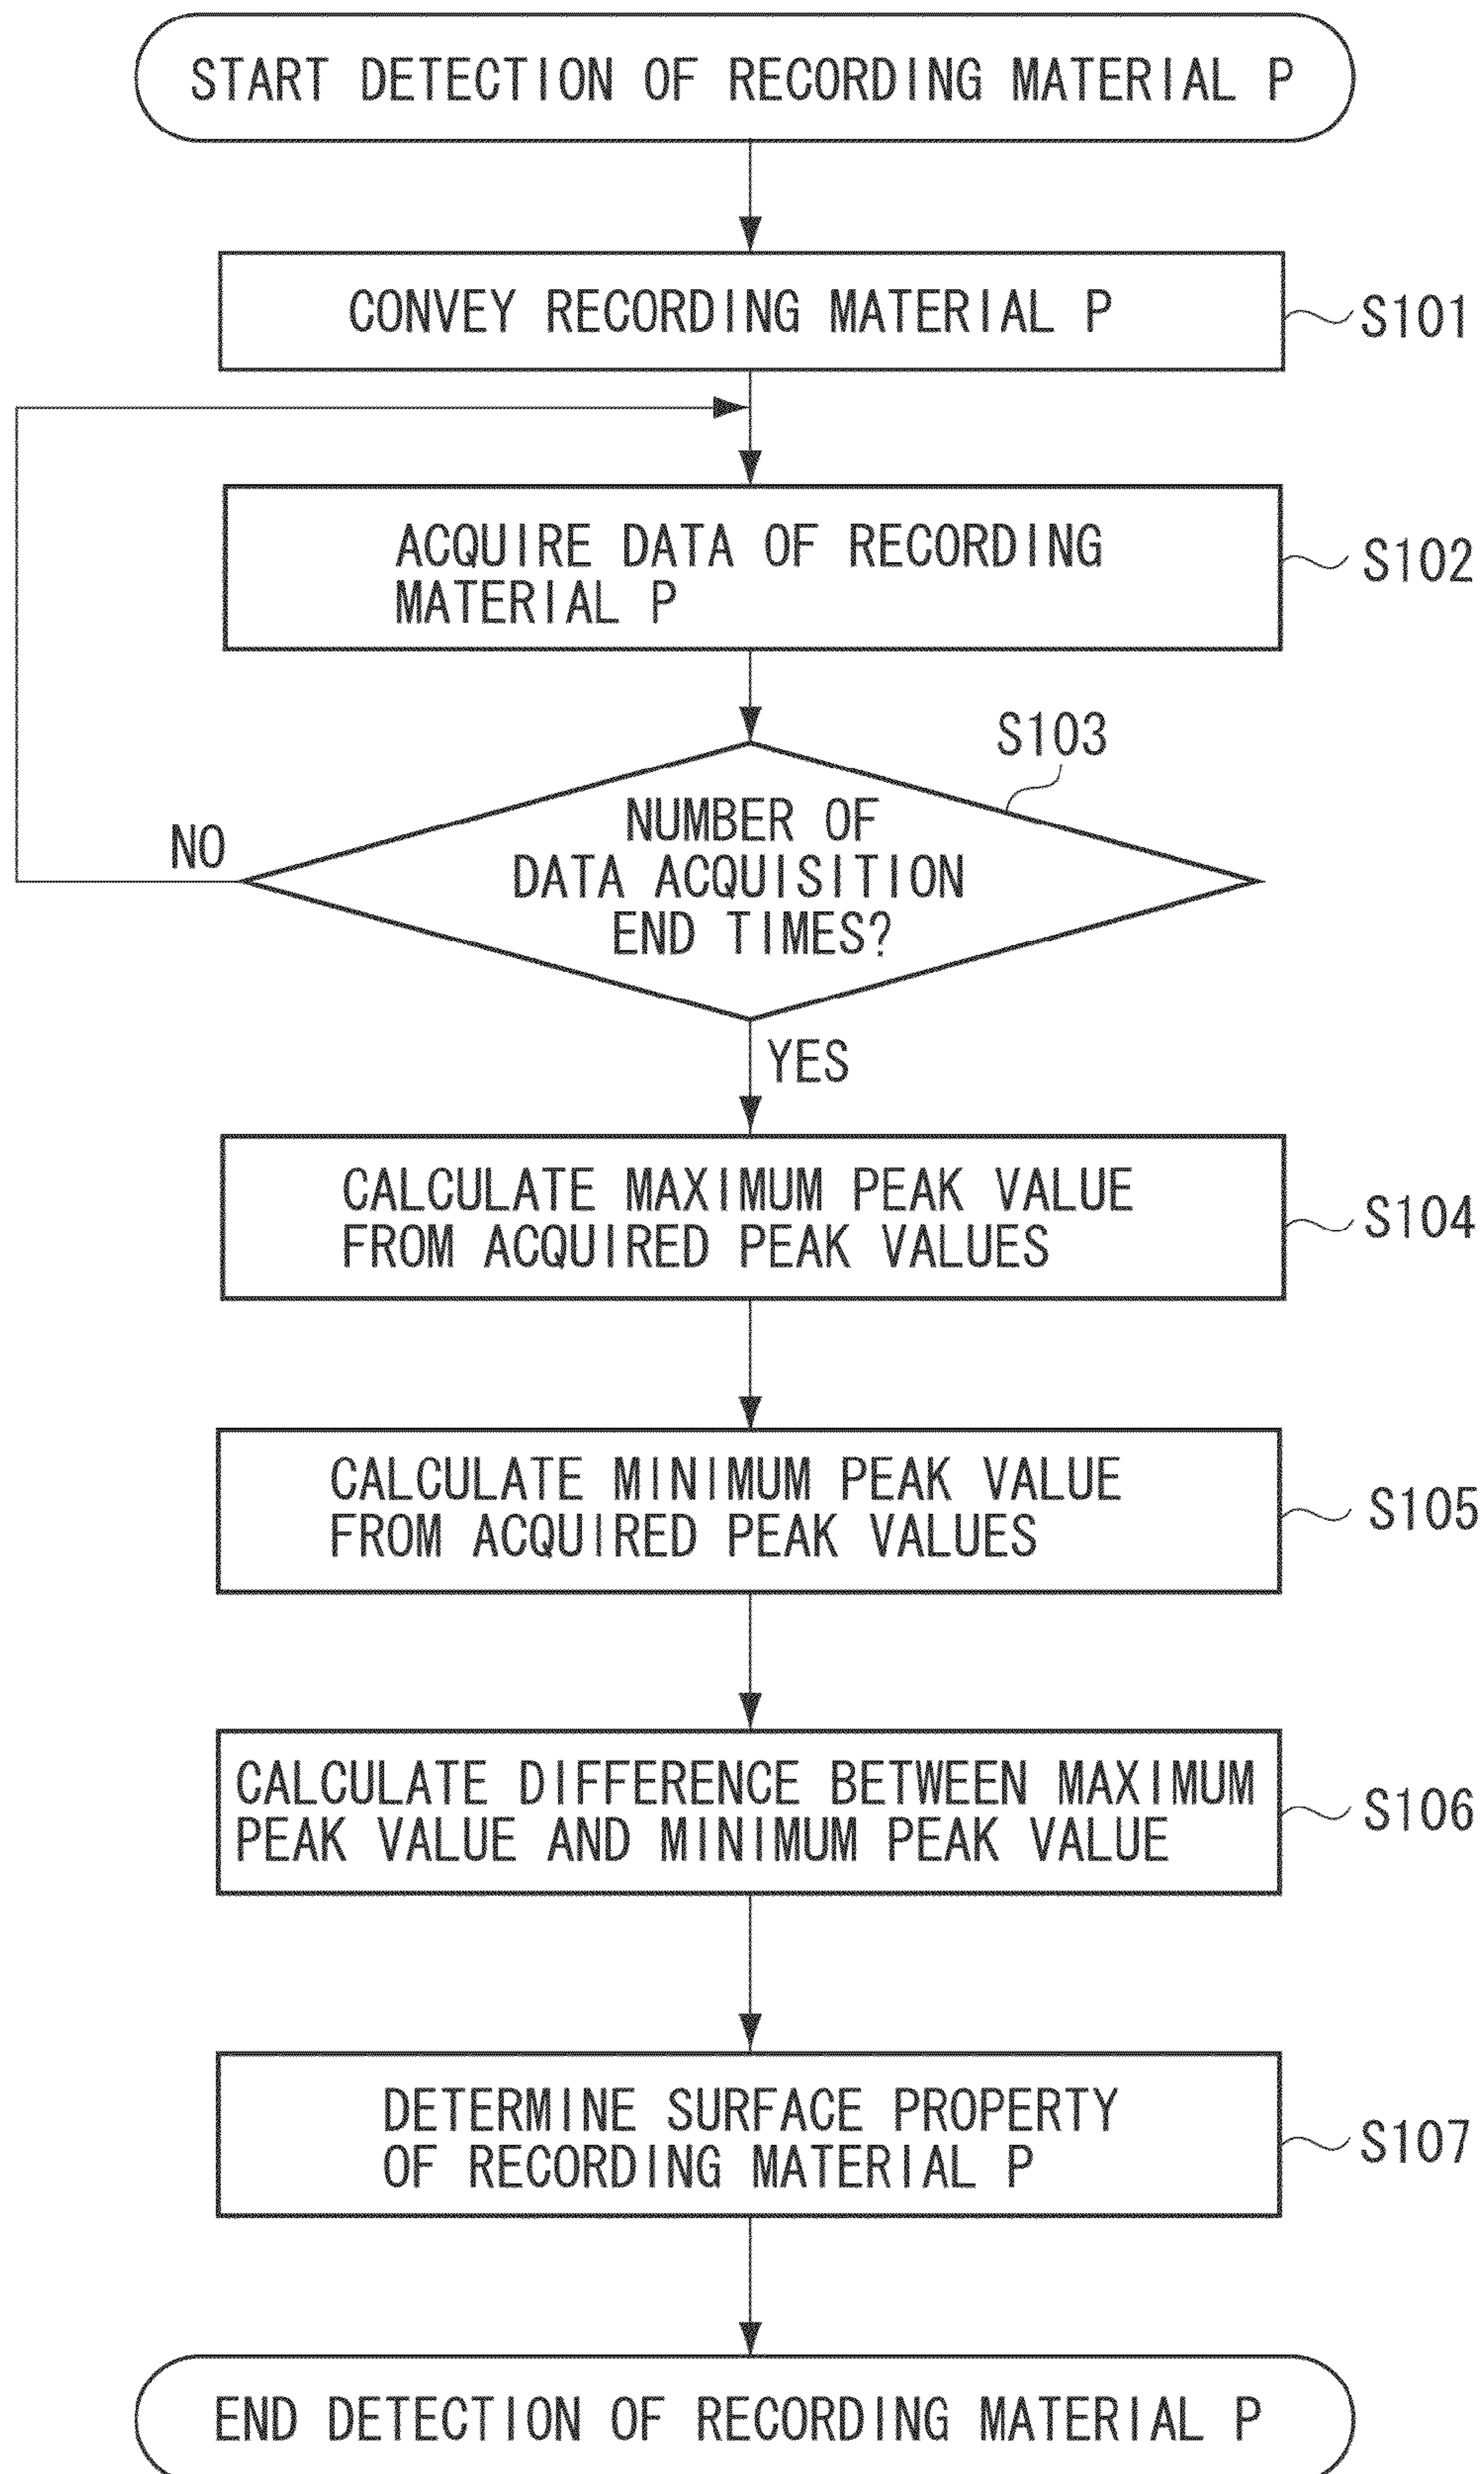 START DETECTION OF RECORDING MATERIAL P
CONVEY RECORDING MATERIAL P
S101
ACQUIRE DATA OF RECORDING
MATERIAL P
S102
S103
NUMBER OF
DATA ACQUISITION
END TIMES?
NO
YES
CALCULATE MAXIMUM PEAK VALUE
FROM ACQUIRED PEAK VALUES
S104
CALCULATE MINIMUM PEAK VALUE
FROM ACQUIRED PEAK VALUES
S105
CALCULATE DIFFERENCE BETWEEN MAXIMUM
PEAK VALUE AND MINIMUM PEAK VALUE
S106
DETERMINE SURFACE PROPERTY
OF RECORDING MATERIAL P
S107
END DETECTION OF RECORDING MATERIAL P